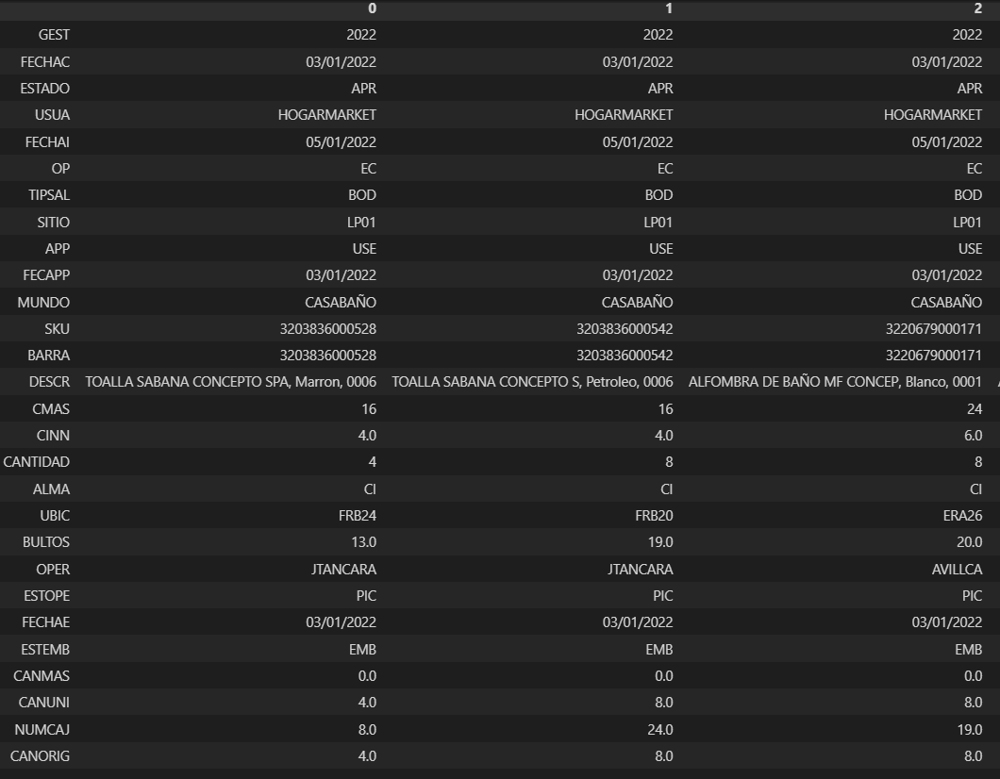 0 1 2
GEST 2022 2022 2022
FECHAC 03/01/2022 03/01/2022 03/01/2022
ESTADO APR APR APR
USUA HOGARMARKET HOGARMARKET HOGARMARKET
FECHAI 05/01/2022 05/01/2022 05/01/2022
OP EC EC EC
TIPSAL BOD BOD BOD
SITIO LP01 LP01 LP01
APP USE USE USE
FECAPP 03/01/2022 03/01/2022 03/01/2022
MUNDO CASABAÑO CASABAÑO CASABAÑO
SKU 3203836000528 3203836000542 3220679000171
BARRA 3203836000528 3203836000542 3220679000171
DESCR TOALLA SABANA CONCEPTO SPA, Marron, 0006 TOALLA SABANA CONCEPTO S, Petroleo, 0006 ALFOMBRA DE BAÑO MF CONCEP, Blanco, 0001
CMAS 16 16 24
CINN 4.0 4.0 6.0
CANTIDAD 4 8 8
ALMA CI CI CI
UBIC FRB24 FRB20 ERA26
BULTOS 13.0 19.0 20.0
OPER JTANCARA JTANCARA AVILLCA
ESTOPE PIC PIC PIC
FECHAE 03/01/2022 03/01/2022 03/01/2022
ESTEMB EMB EMB EMB
CANMAS 0.0 0.0 0.0
CANUNI 4.0 8.0 8.0
NUMCAJ 8.0 24.0 19.0
CANORIG 4.0 8.0 8.0